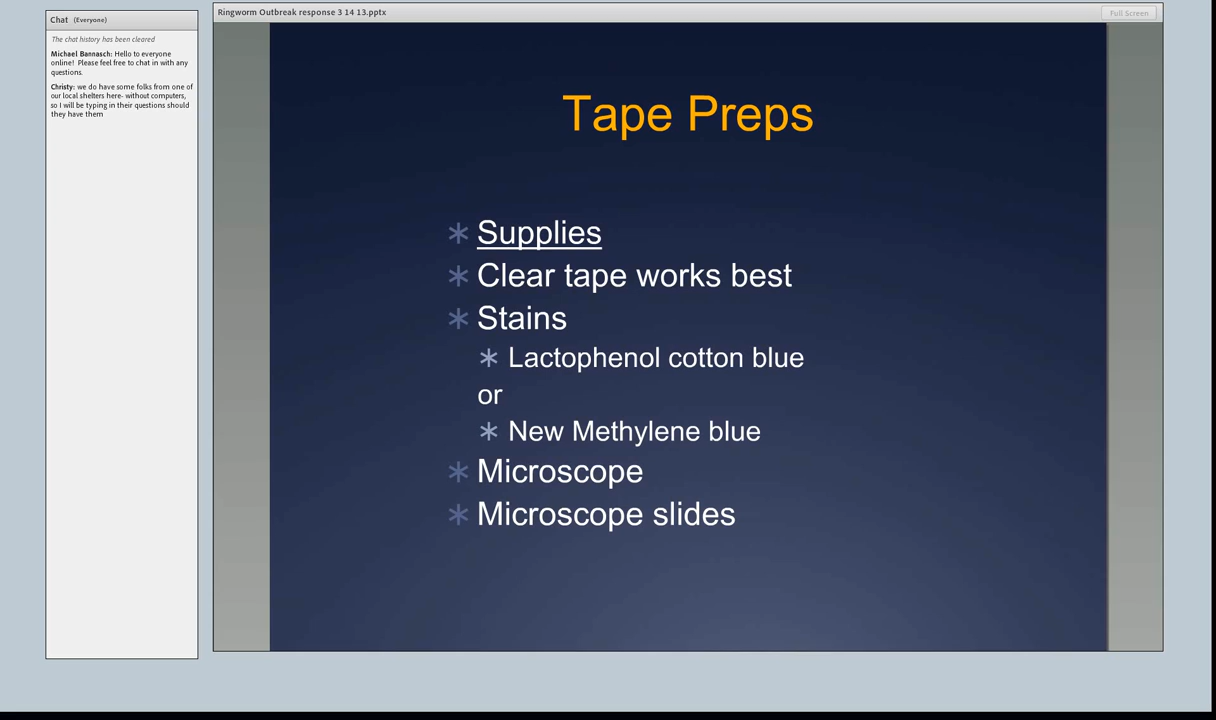 Chat (Everyone)
The chat history has been cleared
Michael Bannasch: Hello to everyone
online! Please feel free to chat in with any
questions.
Christy: we do have some folks from one of
our local shelters here- without computers,
so I will be typing in their questions should
they have them
Ringworm Outbreak response 3 14 13.pptx
Full Screen
Tape Preps
Supplies
Clear tape works best
Stains
Lactophenol cotton blue
or
New Methylene blue
Microscope
Microscope slides